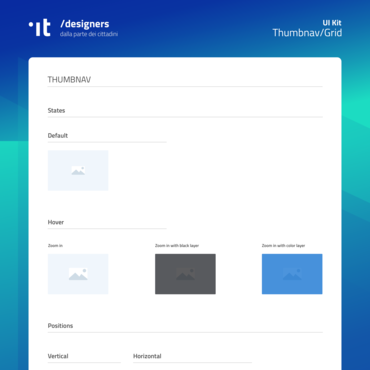 it
/designers
dalla parte dei cittadini
UI Kit
Thumbnav/Grid
THUMBNAV
States
Default
Hover
Zoom in
Zoom in with black layer
Zoom in with color layer
Positions
Vertical
Horizontal